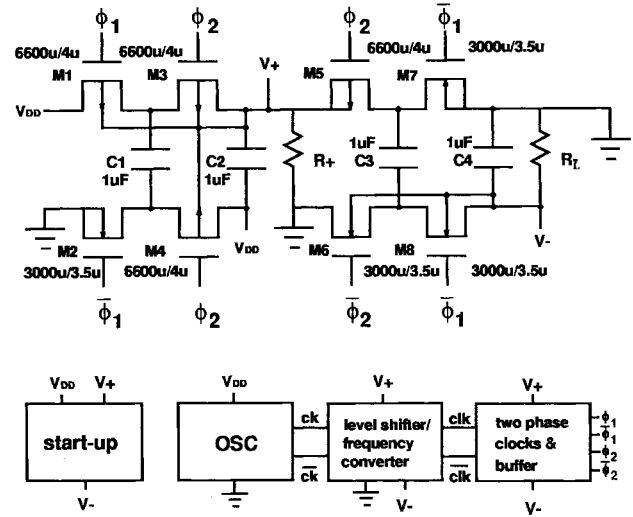 ϕ1 ϕ2 ϕ2 ϕ̅1
6600u/4u 6600u/4u 6600u/4u 3000u/3.5u
M1 M3 V+ M5 M7
VDD
C1 1uF
C2 1uF
R+
1uF C3
1uF C4
RL
M2 M4 VDD M6 M8 V-
3000u/3.5u 6600u/4u 3000u/3.5u 3000u/3.5u
ϕ̅1 ϕ2 ϕ̅2 ϕ̅1
VDD V+
start-up
V-
VDD
OSC
ck
c̅k̅
V+
level shifter/
frequency
converter
V-
clk
c̅l̅k̅
V+
two phase
clocks &
buffer
V-
ϕ1
ϕ̅1
ϕ2
ϕ̅2